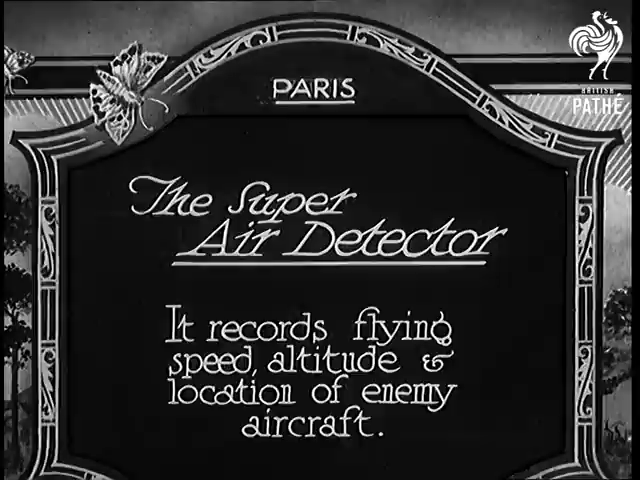 BRITISH
PATHÉ
PARIS
The Super
Air Detector
It records flying
speed, altitude &
location of enemy
aircraft.